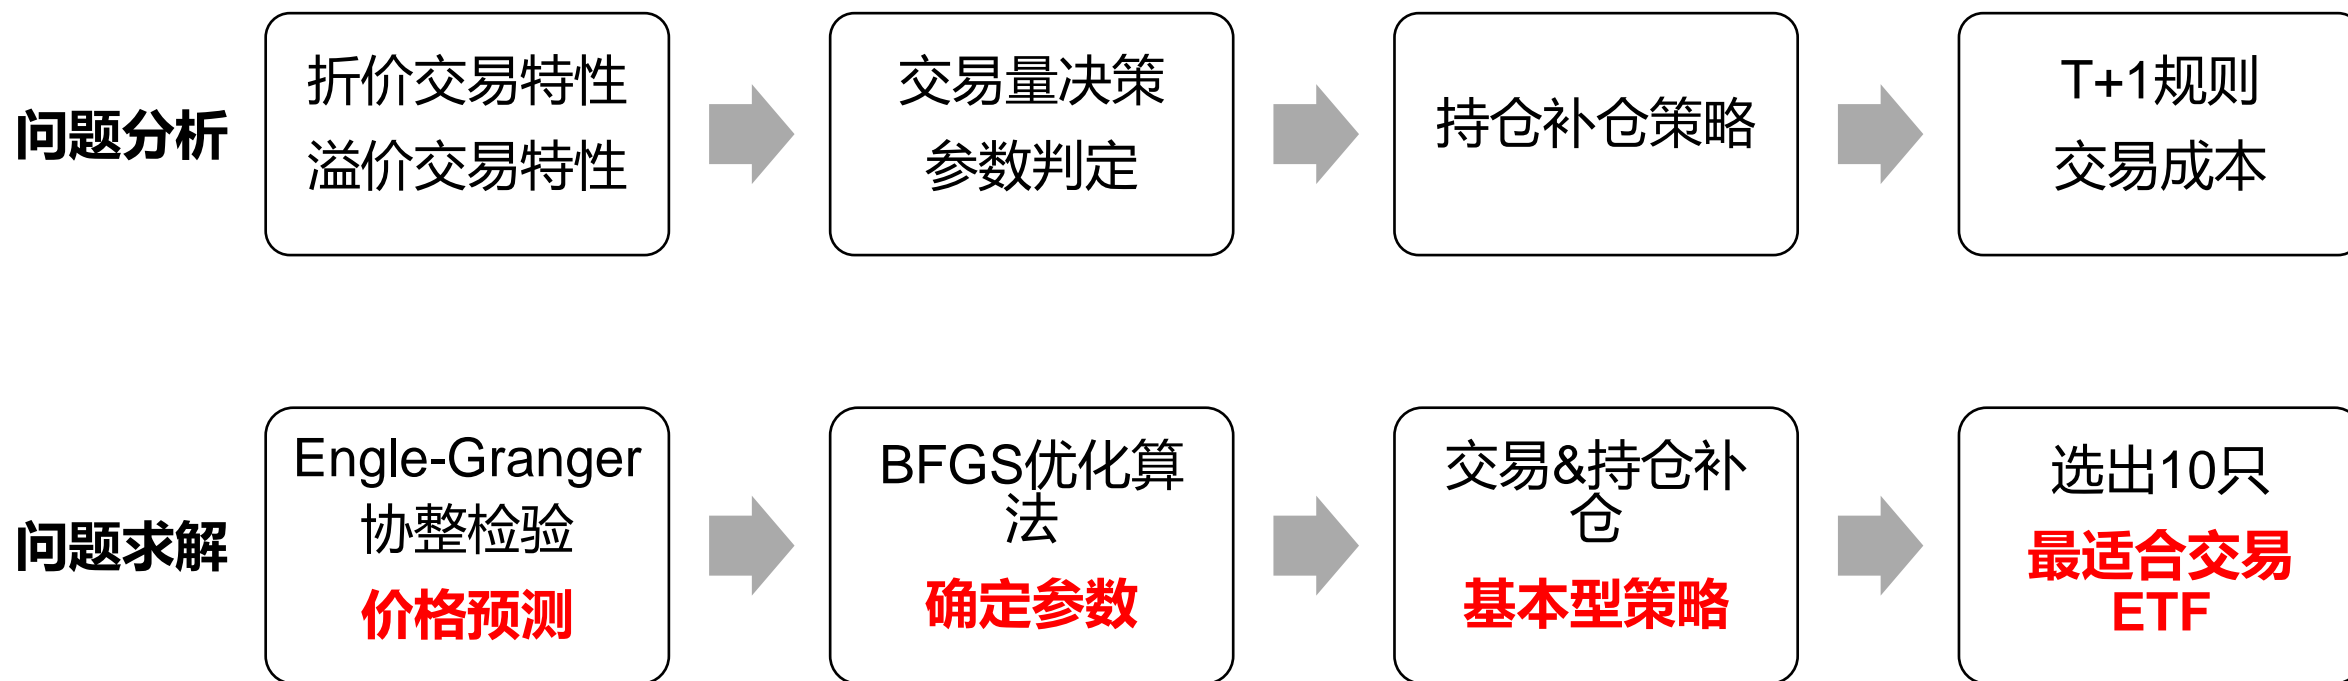 问题分析
折价交易特性
溢价交易特性
交易量决策
参数判定
持仓补仓策略
T+1规则
交易成本
问题求解
Engle-Granger
协整检验
价格预测
BFGS优化算
法
确定参数
交易&持仓补
仓
基本型策略
选出10只
最适合交易
ETF